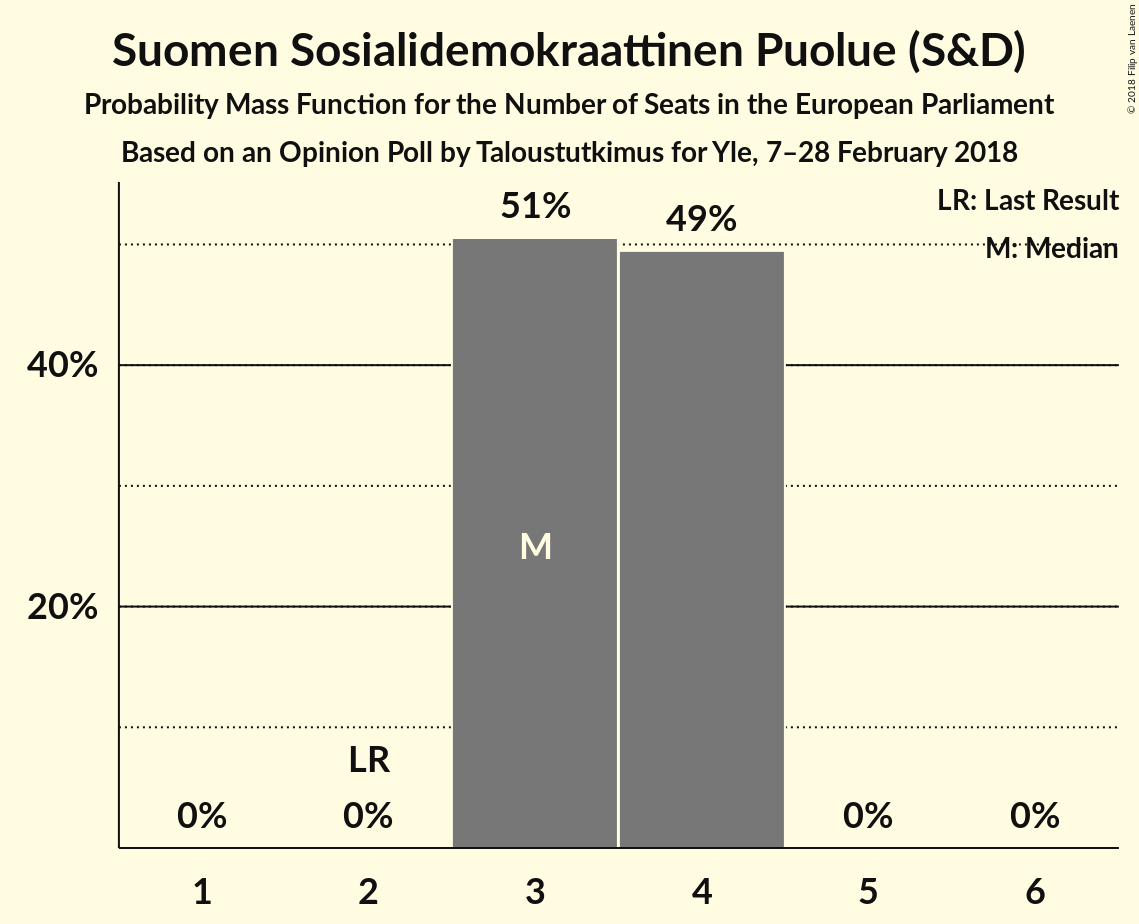 Suomen Sosialidemokraattinen Puolue (S&D)
Probability Mass Function for the Number of Seats in the European Parliament
Based on an Opinion Poll by Taloustutkimus for Yle, 7–28 February 2018
© 2018 Filip van Laenen
LR: Last Result
M: Median
51%
49%
40%
M
20%
LR
0%
0%
0%
0%
1
2
3
4
5
6